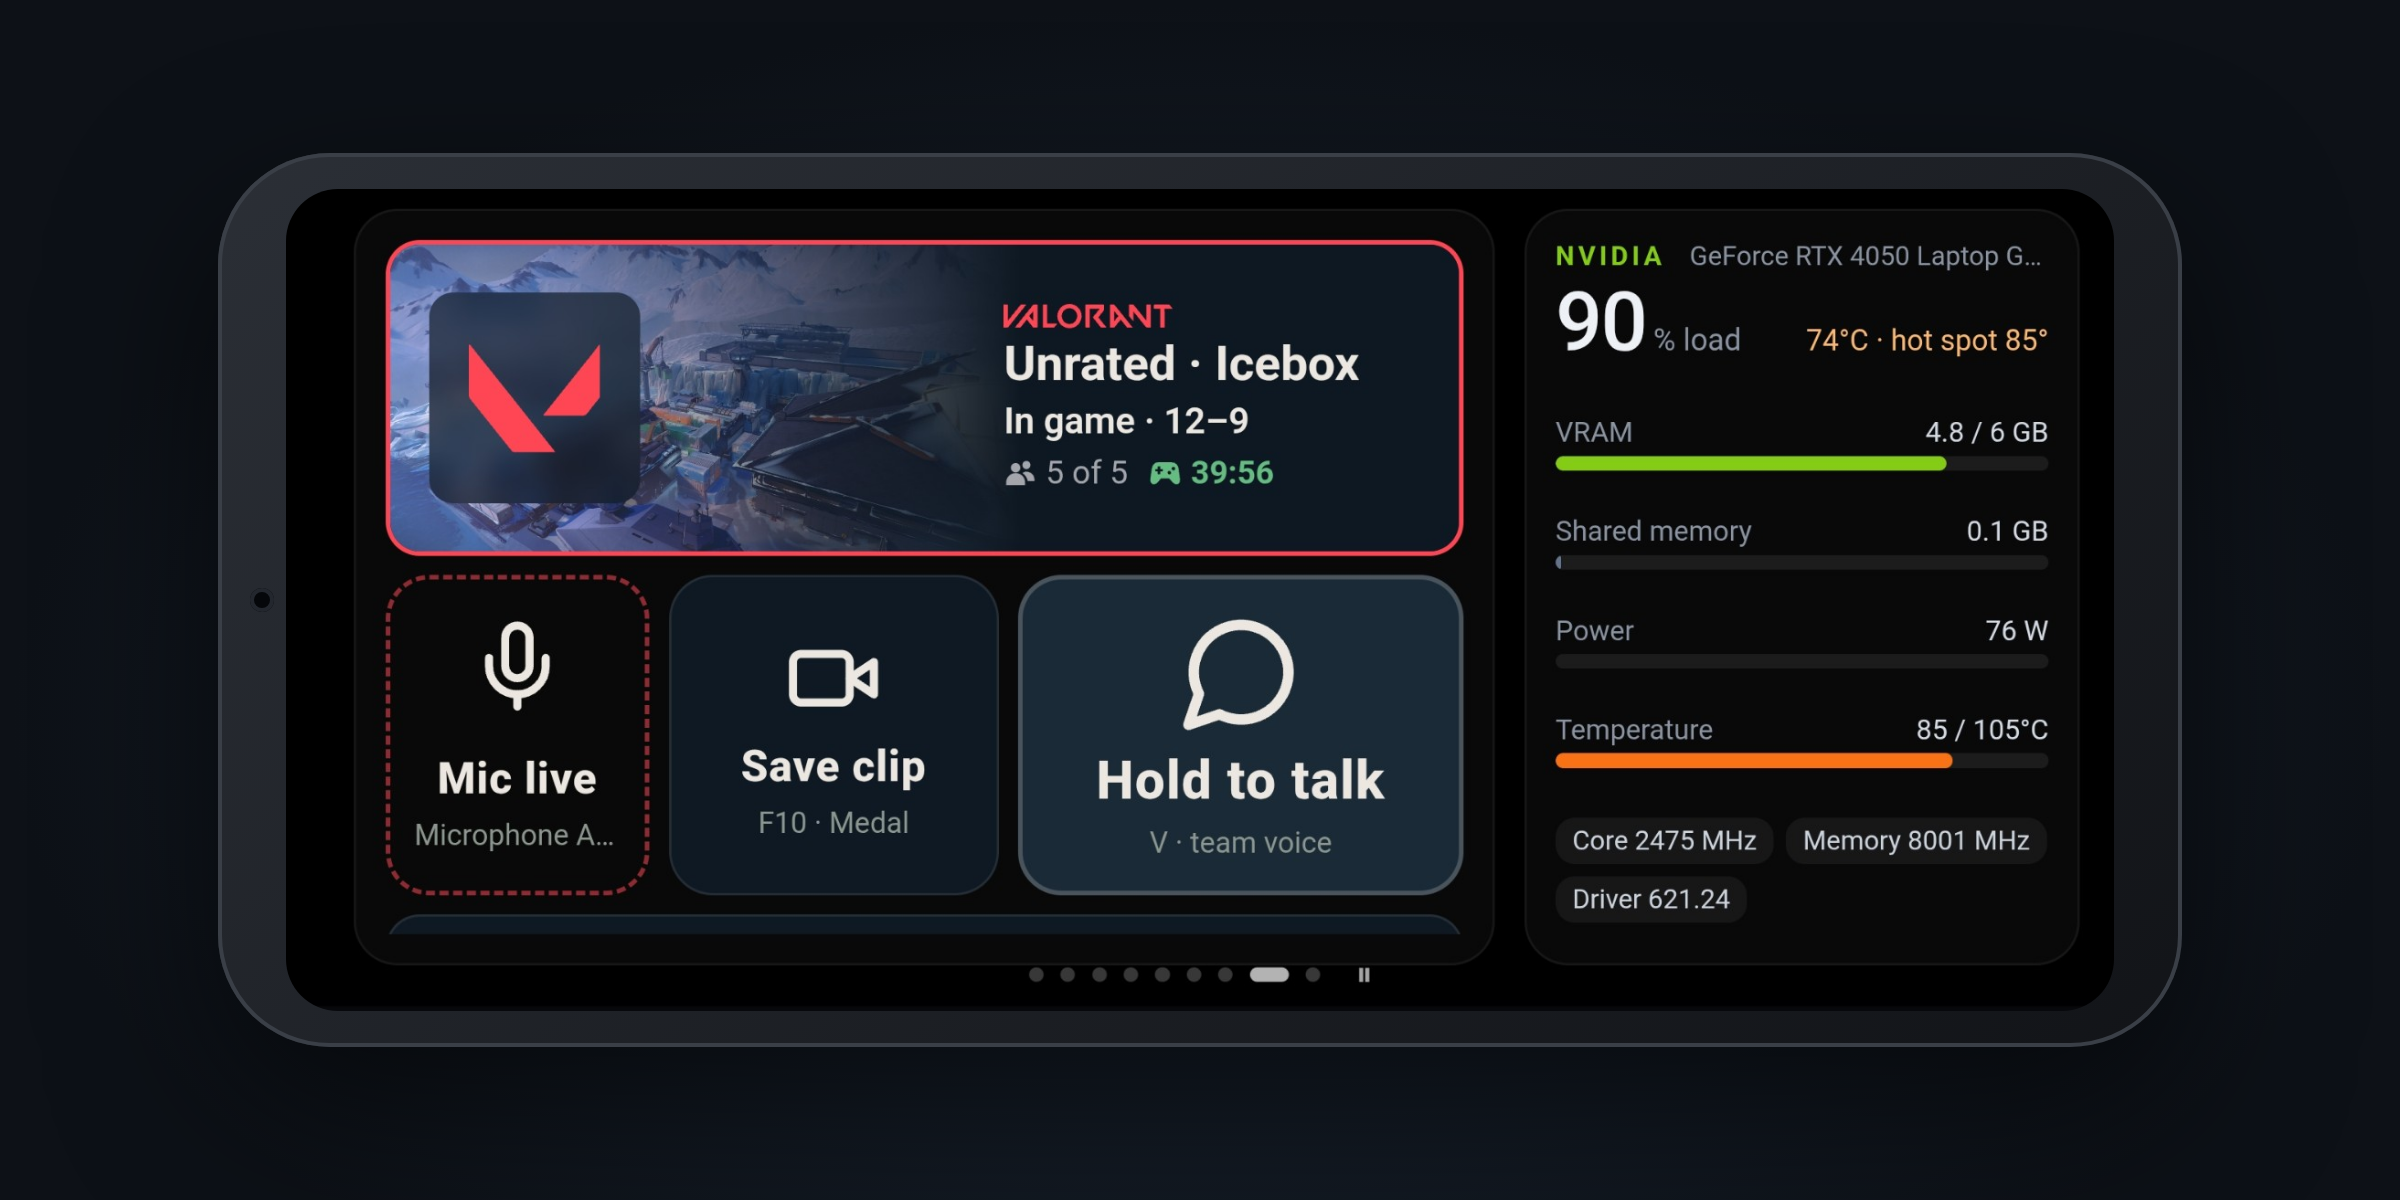 VALORANT
Unrated · Icebox
In game · 12–9
5 of 5 39:56
Mic live
Microphone A...
Save clip
F10 · Medal
Hold to talk
V · team voice
NVIDIA GeForce RTX 4050 Laptop G...
90 % load 74°C · hot spot 85°
VRAM 4.8 / 6 GB
Shared memory 0.1 GB
Power 76 W
Temperature 85 / 105°C
Core 2475 MHz Memory 8001 MHz
Driver 621.24